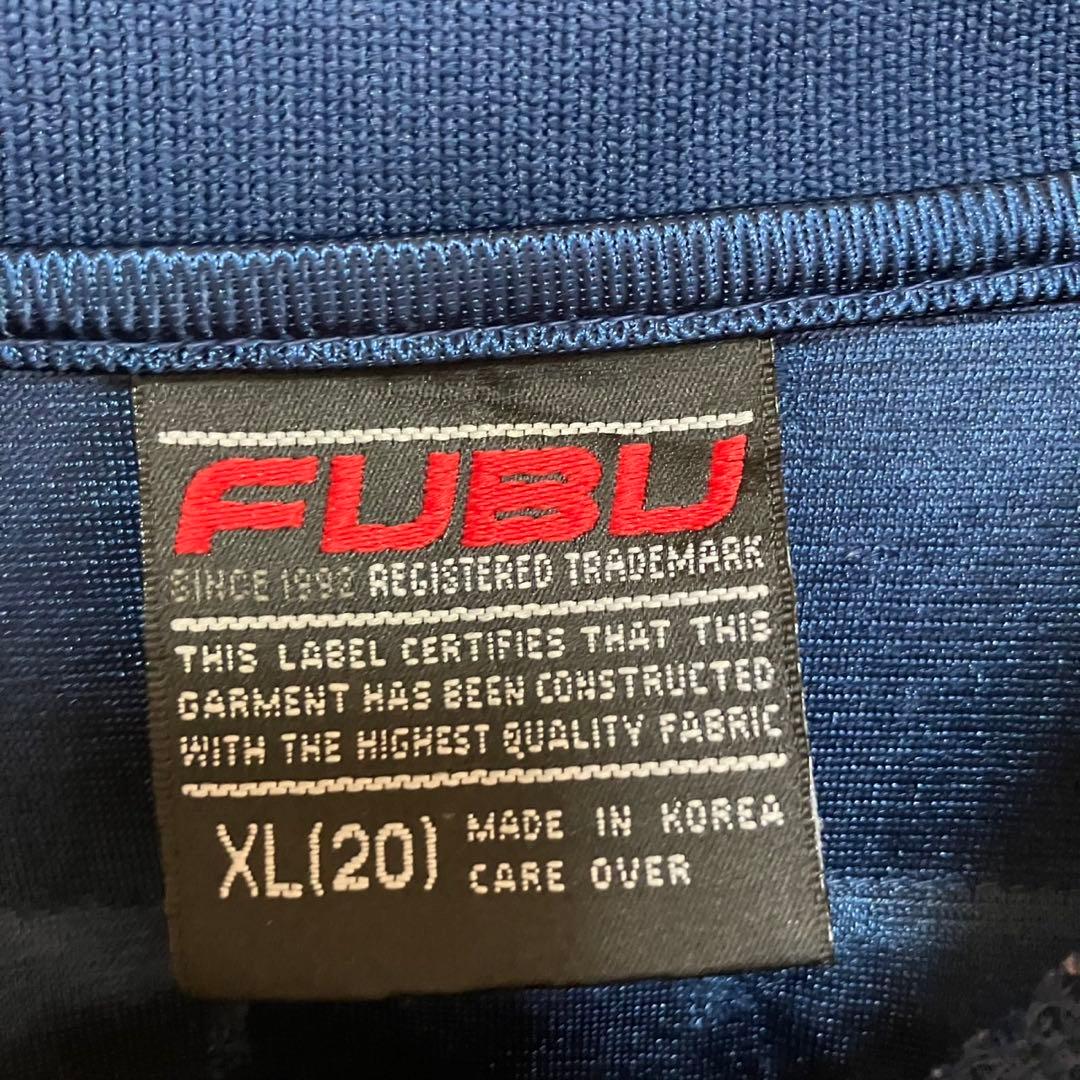 FUBU
SINCE 1992 REGISTERED TRADEMARK
THIS LABEL CERTIFIES THAT THIS
GARMENT HAS BEEN CONSTRUCTED
WITH THE HIGHEST QUALITY FABRIC
XL(20) MADE IN KOREA
CARE OVER